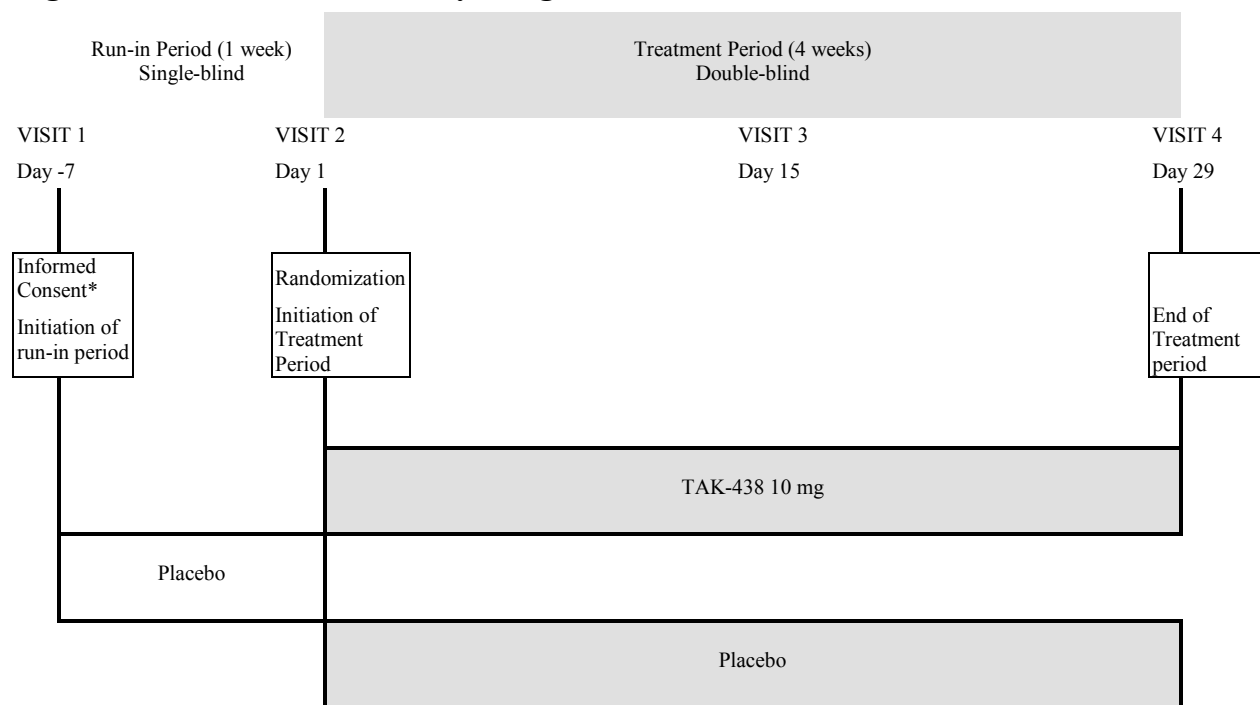 Run-in Period (1 week)
Single-blind
Treatment Period (4 weeks)
Double-blind
VISIT 1
VISIT 2
VISIT 3
VISIT 4
Day -7
Day 1
Day 15
Day 29
Informed
Consent*
Initiation of
run-in period
Randomization
Initiation of
Treatment
Period
End of
Treatment
period
TAK-438 10 mg
Placebo
Placebo